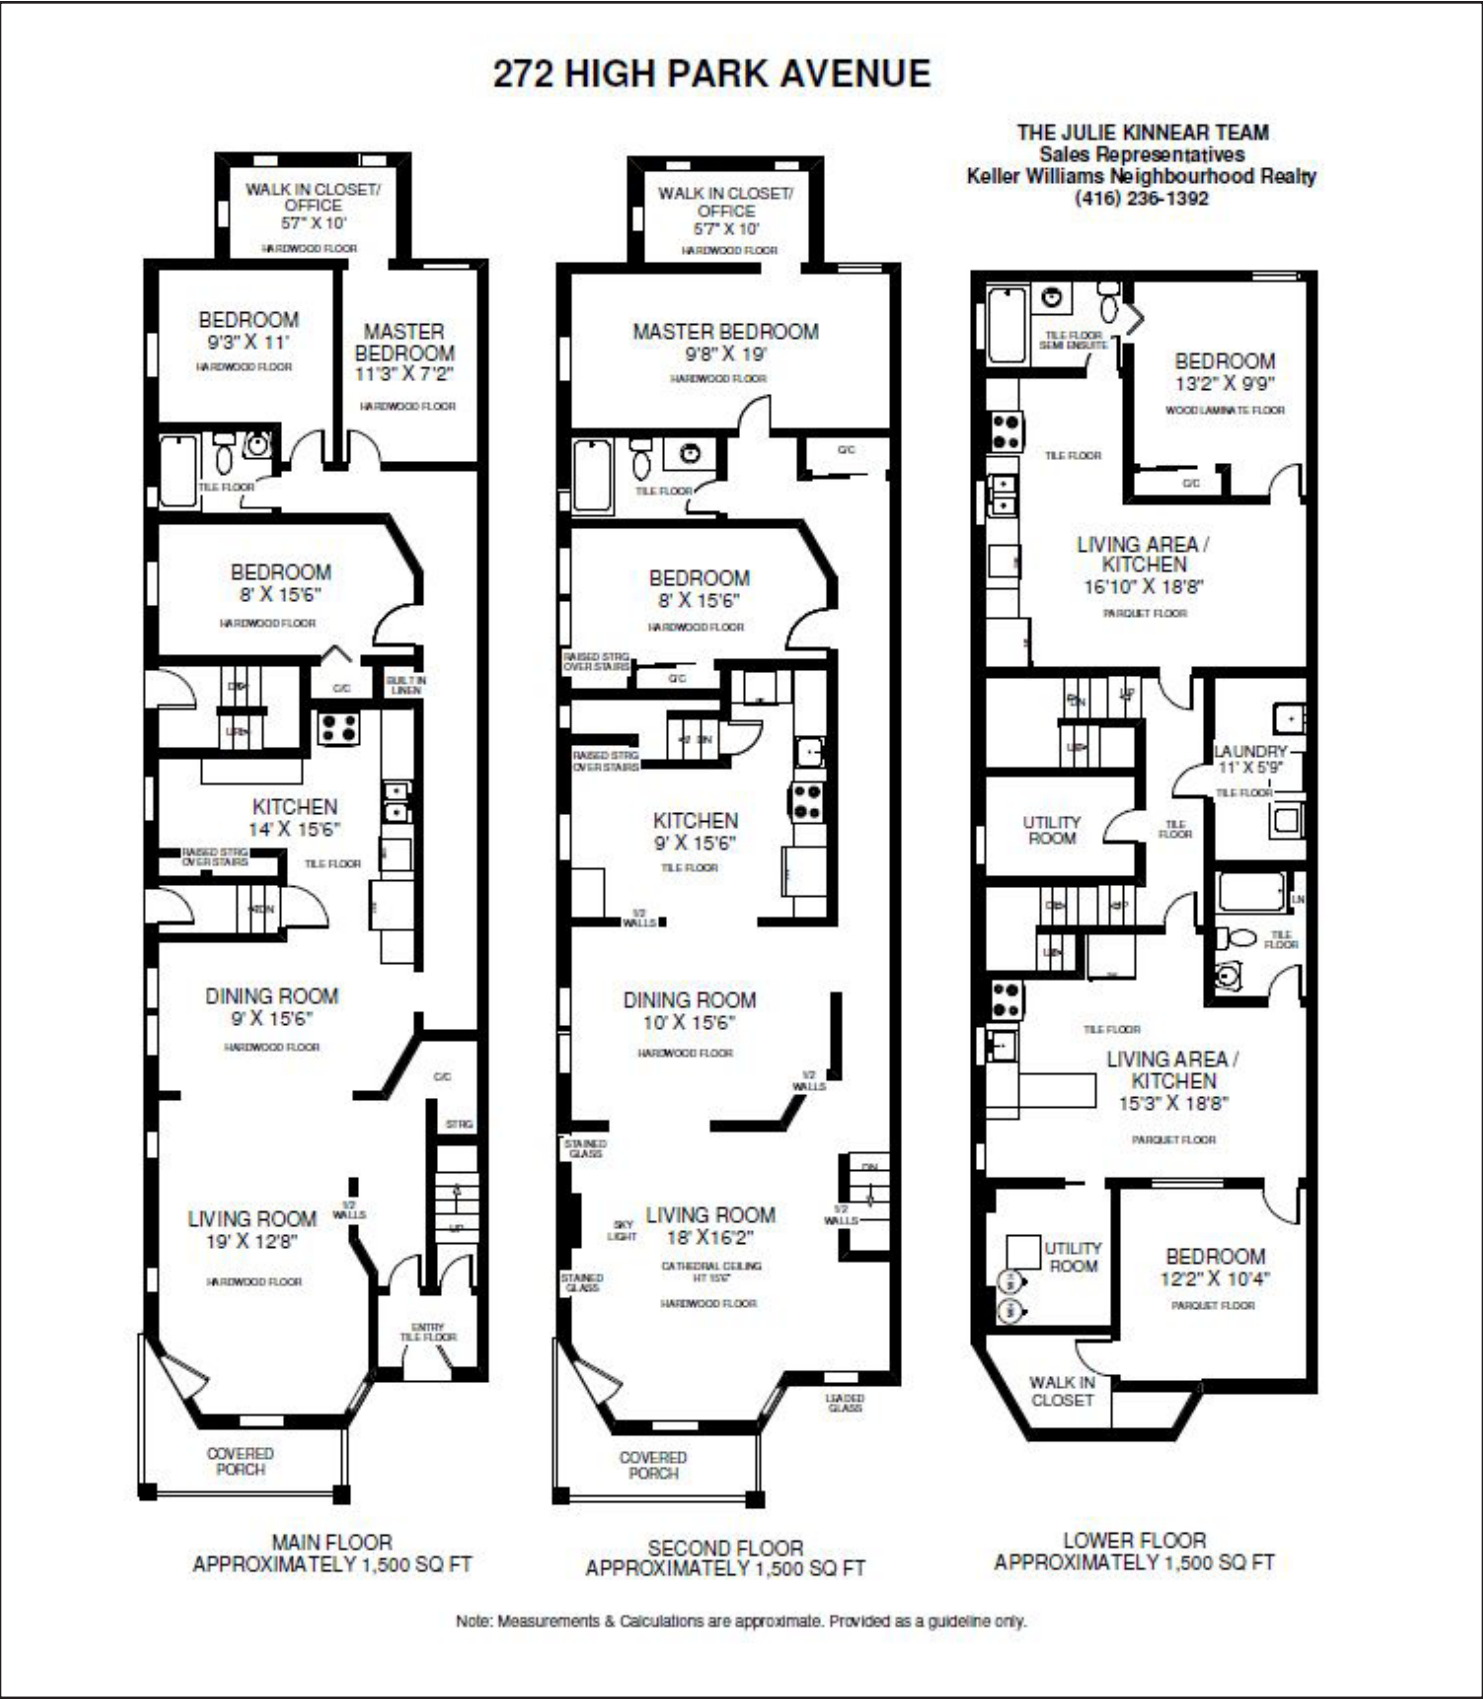 272 HIGH PARK AVENUE
THE JULIE KINNEAR TEAM
Sales Representatives
Keller Williams Neighbourhood Realty
(416) 236-1392
WALK IN CLOSET/
OFFICE
5'7" X 10'
HARDWOOD FLOOR
BEDROOM
9'3" X 11'
HARDWOOD FLOOR
MASTER
BEDROOM
11'3" X 7'2"
HARDWOOD FLOOR
TILE FLOOR
BEDROOM
8' X 15'6"
HARDWOOD FLOOR
DN
C/C
BUILT IN
LINEN
UP
KITCHEN
14' X 15'6"
RAISED STRG
OVER STAIRS
TILE FLOOR
DN
DINING ROOM
9' X 15'6"
HARDWOOD FLOOR
C/C
STRG
1/2
WALLS
UP
LIVING ROOM
19' X 12'8"
HARDWOOD FLOOR
ENTRY
TILE FLOOR
COVERED
PORCH
MAIN FLOOR
APPROXIMATELY 1,500 SQ FT
WALK IN CLOSET/
OFFICE
5'7" X 10'
HARDWOOD FLOOR
MASTER BEDROOM
9'8" X 19'
HARDWOOD FLOOR
C/C
TILE FLOOR
BEDROOM
8' X 15'6"
HARDWOOD FLOOR
RAISED STRG
OVER STAIRS
C/C
DN
RAISED STRG
OVER STAIRS
KITCHEN
9' X 15'6"
TILE FLOOR
1/2
WALLS
DINING ROOM
10' X 15'6"
HARDWOOD FLOOR
1/2
WALLS
STAINED
GLASS
DN
1/2
WALLS
SKY
LIGHT
LIVING ROOM
18' X16'2"
CATHEDRAL CEILING
HT 15'6"
HARDWOOD FLOOR
STAINED
GLASS
LEADED
GLASS
COVERED
PORCH
SECOND FLOOR
APPROXIMATELY 1,500 SQ FT
TILE FLOOR
SEMI ENSUITE
BEDROOM
13'2" X 9'9"
WOOD LAMINATE FLOOR
TILE FLOOR
C/C
LIVING AREA /
KITCHEN
16'10" X 18'8"
PARQUET FLOOR
DN
UP
UP
LAUNDRY
11' X 5'9"
TILE FLOOR
UTILITY
ROOM
TILE
FLOOR
DN
UP
LN
UP
TILE
FLOOR
TILE FLOOR
LIVING AREA /
KITCHEN
15'3" X 18'8"
PARQUET FLOOR
UTILITY
ROOM
BEDROOM
12'2" X 10'4"
PARQUET FLOOR
WALK IN
CLOSET
LOWER FLOOR
APPROXIMATELY 1,500 SQ FT
Note: Measurements & Calculations are approximate. Provided as a guideline only.